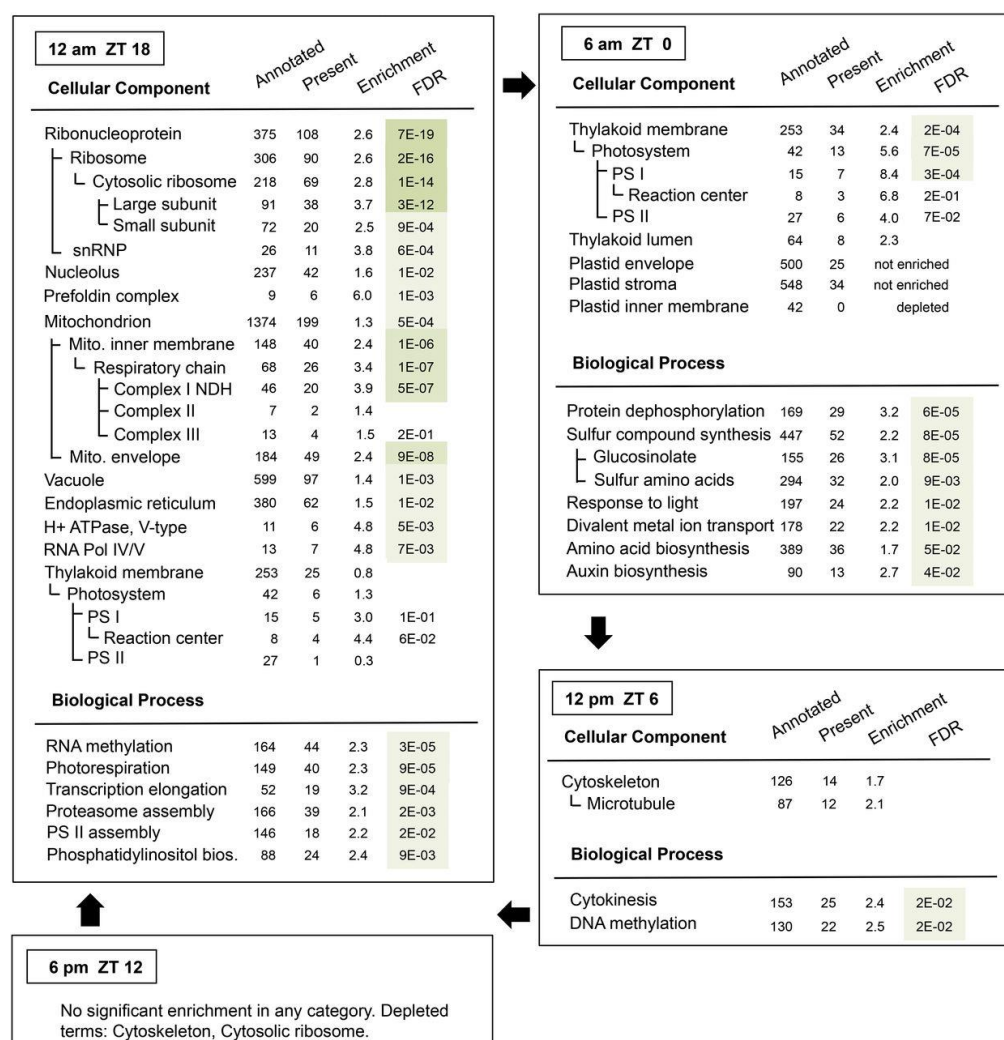 12 am ZT 18
Cellular Component Annotated Present Enrichment FDR
Ribonucleoprotein 375 108 2.6 7E-19
Ribosome 306 90 2.6 2E-16
Cytosolic ribosome 218 69 2.8 1E-14
Large subunit 91 38 3.7 3E-12
Small subunit 72 20 2.5 9E-04
snRNP 26 11 3.8 6E-04
Nucleolus 237 42 1.6 1E-02
Prefoldin complex 9 6 6.0 1E-03
Mitochondrion 1374 199 1.3 5E-04
Mito. inner membrane 148 40 2.4 1E-06
Respiratory chain 68 26 3.4 1E-07
Complex I NDH 46 20 3.9 5E-07
Complex II 7 2 1.4
Complex III 13 4 1.5 2E-01
Mito. envelope 184 49 2.4 9E-08
Vacuole 599 97 1.4 1E-03
Endoplasmic reticulum 380 62 1.5 1E-02
H+ ATPase, V-type 11 6 4.8 5E-03
RNA Pol IV/V 13 7 4.8 7E-03
Thylakoid membrane 253 25 0.8
Photosystem 42 6 1.3
PS I 15 5 3.0 1E-01
Reaction center 8 4 4.4 6E-02
PS II 27 1 0.3
Biological Process
RNA methylation 164 44 2.3 3E-05
Photorespiration 149 40 2.3 9E-05
Transcription elongation 52 19 3.2 9E-04
Proteasome assembly 166 39 2.1 2E-03
PS II assembly 146 18 2.2 2E-02
Phosphatidylinositol bios. 88 24 2.4 9E-03
6 am ZT 0
Cellular Component Annotated Present Enrichment FDR
Thylakoid membrane 253 34 2.4 2E-04
Photosystem 42 13 5.6 7E-05
PS I 15 7 8.4 3E-04
Reaction center 8 3 6.8 2E-01
PS II 27 6 4.0 7E-02
Thylakoid lumen 64 8 2.3
Plastid envelope 500 25 not enriched
Plastid stroma 548 34 not enriched
Plastid inner membrane 42 0 depleted
Biological Process
Protein dephosphorylation 169 29 3.2 6E-05
Sulfur compound synthesis 447 52 2.2 8E-05
Glucosinolate 155 26 3.1 8E-05
Sulfur amino acids 294 32 2.0 9E-03
Response to light 197 24 2.2 1E-02
Divalent metal ion transport 178 22 2.2 1E-02
Amino acid biosynthesis 389 36 1.7 5E-02
Auxin biosynthesis 90 13 2.7 4E-02
12 pm ZT 6
Cellular Component Annotated Present Enrichment FDR
Cytoskeleton 126 14 1.7
Microtubule 87 12 2.1
Biological Process
Cytokinesis 153 25 2.4 2E-02
DNA methylation 130 22 2.5 2E-02
6 pm ZT 12
No significant enrichment in any category. Depleted
terms: Cytoskeleton, Cytosolic ribosome.